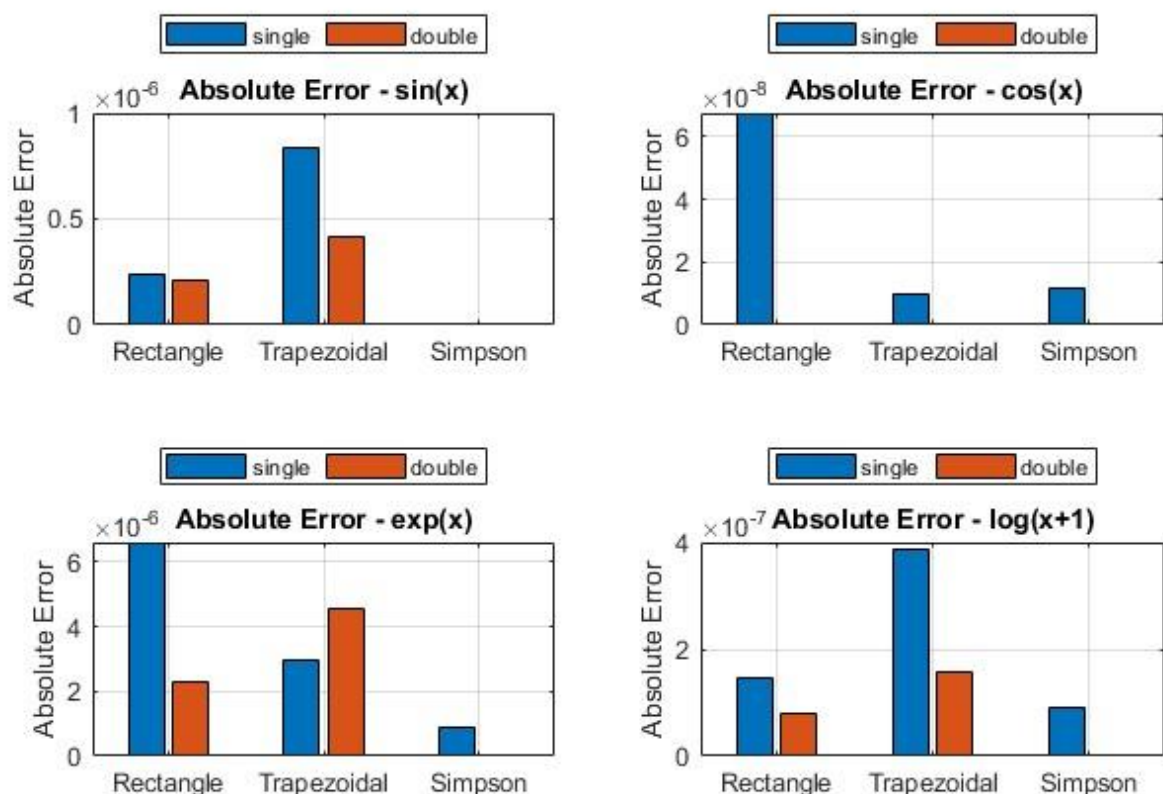 single double
×10⁻⁶ Absolute Error - sin(x)
Absolute Error
1
0.5
0
Rectangle Trapezoidal Simpson
single double
×10⁻⁸ Absolute Error - cos(x)
Absolute Error
6
4
2
0
Rectangle Trapezoidal Simpson
single double
×10⁻⁶ Absolute Error - exp(x)
Absolute Error
6
4
2
0
Rectangle Trapezoidal Simpson
single double
×10⁻⁷ Absolute Error - log(x+1)
Absolute Error
4
2
0
Rectangle Trapezoidal Simpson